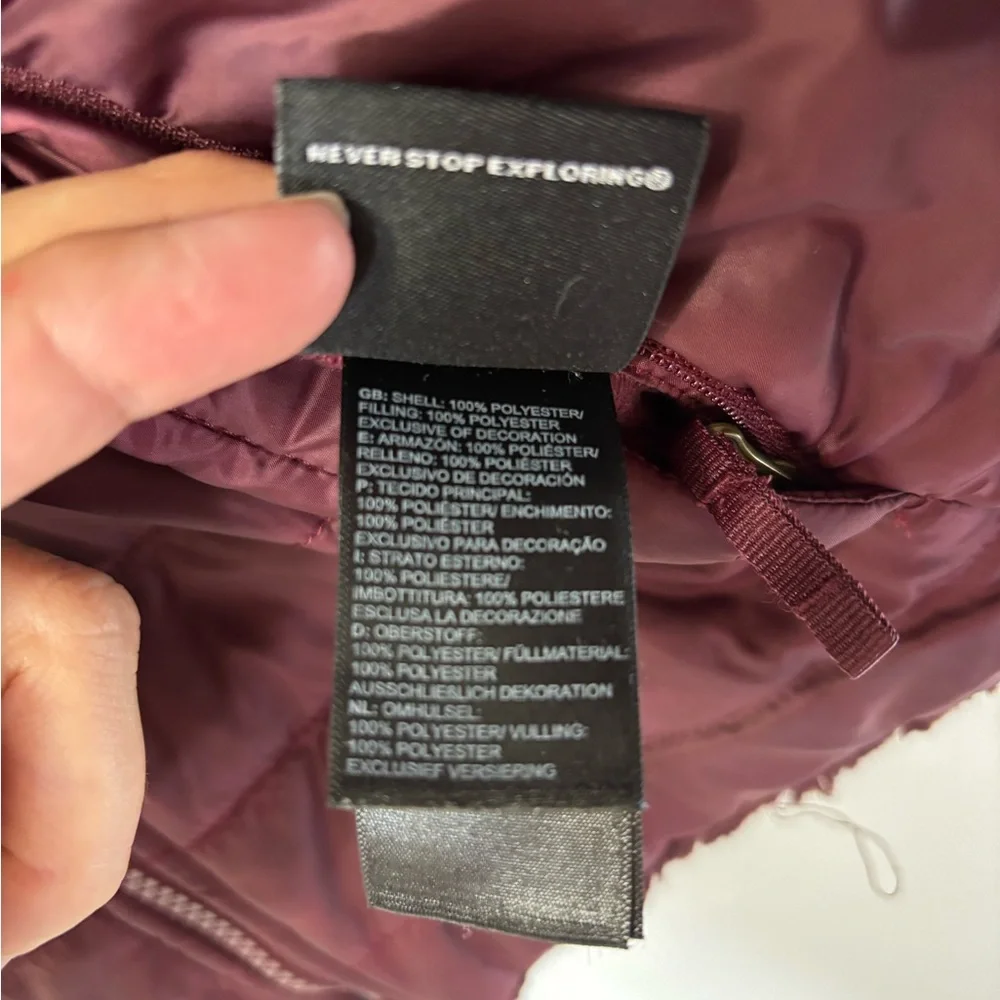 NEVER STOP EXPLORING®
GB: SHELL: 100% POLYESTER/
FILLING: 100% POLYESTER
EXCLUSIVE OF DECORATION
E: ARMAZÓN: 100% POLIÉSTER/
RELLENO: 100% POLIÉSTER
EXCLUSIVO DE DECORACIÓN
P: TECIDO PRINCIPAL:
100% POLIÉSTER/ ENCHIMENTO:
100% POLIÉSTER
EXCLUSIVO PARA DECORAÇÃO
I: STRATO ESTERNO:
100% POLIESTERE/
IMBOTTITURA: 100% POLIESTERE
ESCLUSA LA DECORAZIONE
D: OBERSTOFF:
100% POLYESTER/ FÜLLMATERIAL:
100% POLYESTER
AUSSCHLIEßLICH DEKORATION
NL: OMHULSEL:
100% POLYESTER/ VULLING:
100% POLYESTER
EXCLUSIEF VERSIERING